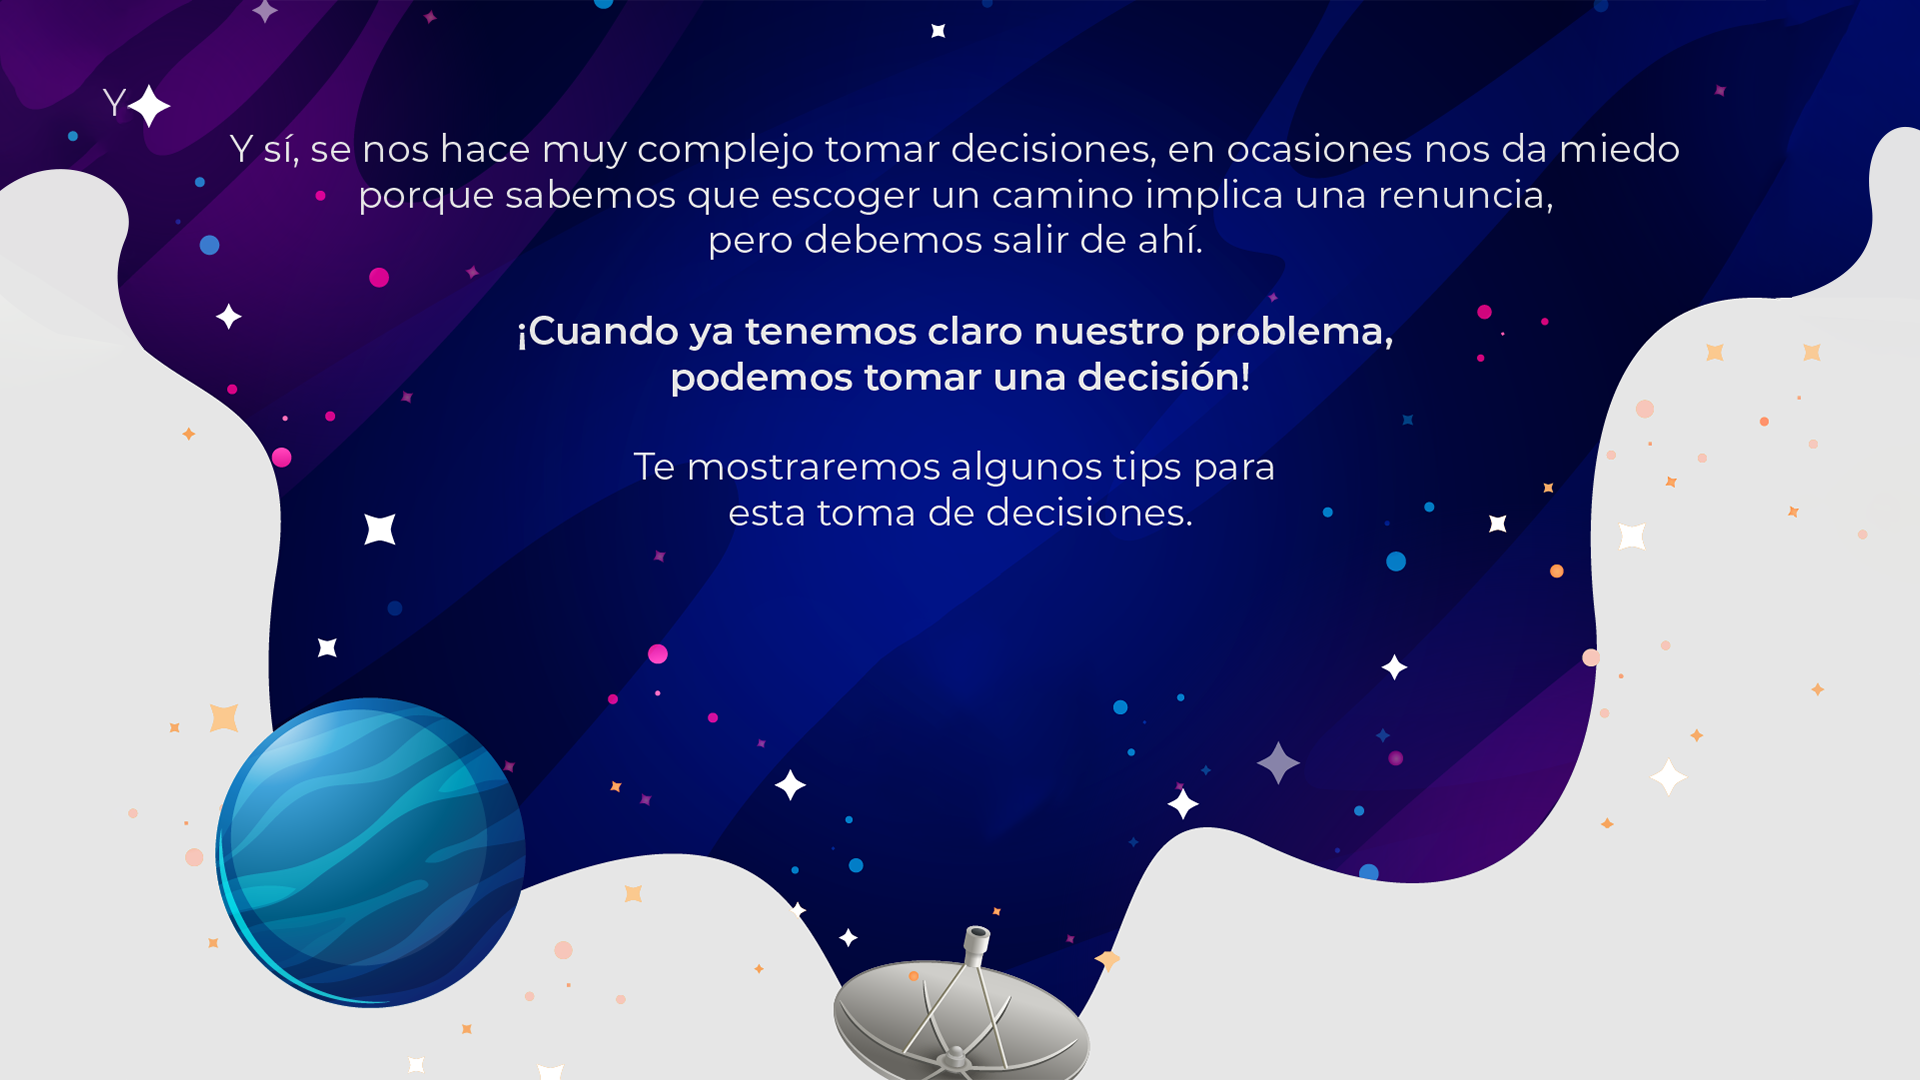 Y
Y sí, se nos hace muy complejo tomar decisiones, en ocasiones nos da miedo
porque sabemos que escoger un camino implica una renuncia,
pero debemos salir de ahí.
¡Cuando ya tenemos claro nuestro problema,
podemos tomar una decisión!
Te mostraremos algunos tips para
esta toma de decisiones.